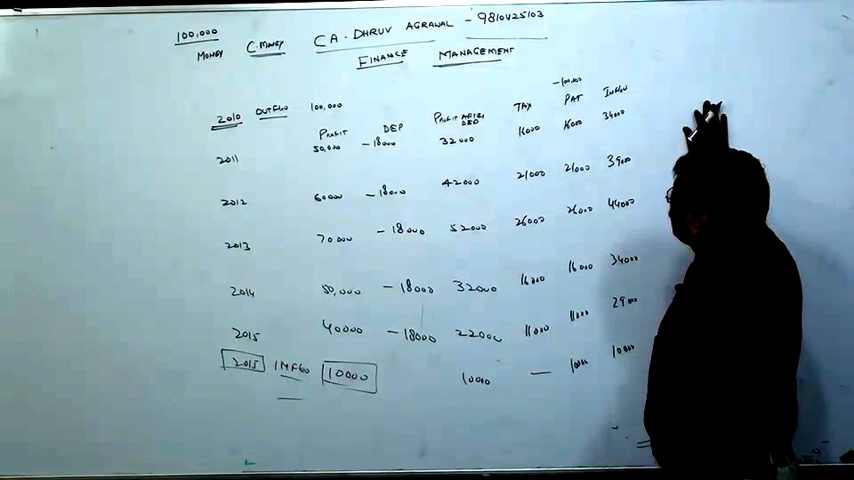 100,000
MONEY C.MONEY CA. DHRUV AGRAWAL - 9810425103
FINANCE MANAGEMENT
-100,000
2010 OUTFLOW 100,000
PROFIT DEP PROFIT AFTER DEP TAX PAT INFLOW
2011 50,000 -18000 32000 16000 16000 34000
2012 60000 -18000 42000 21000 21000 39000
2013 70000 -18000 52000 26000 26000 44000
2014 50,000 -18000 32000 16000 16000 34000
2015 40000 -18000 22000 11000 11000 29000
2015 INFLOW 10000 10000 — 10000 10000